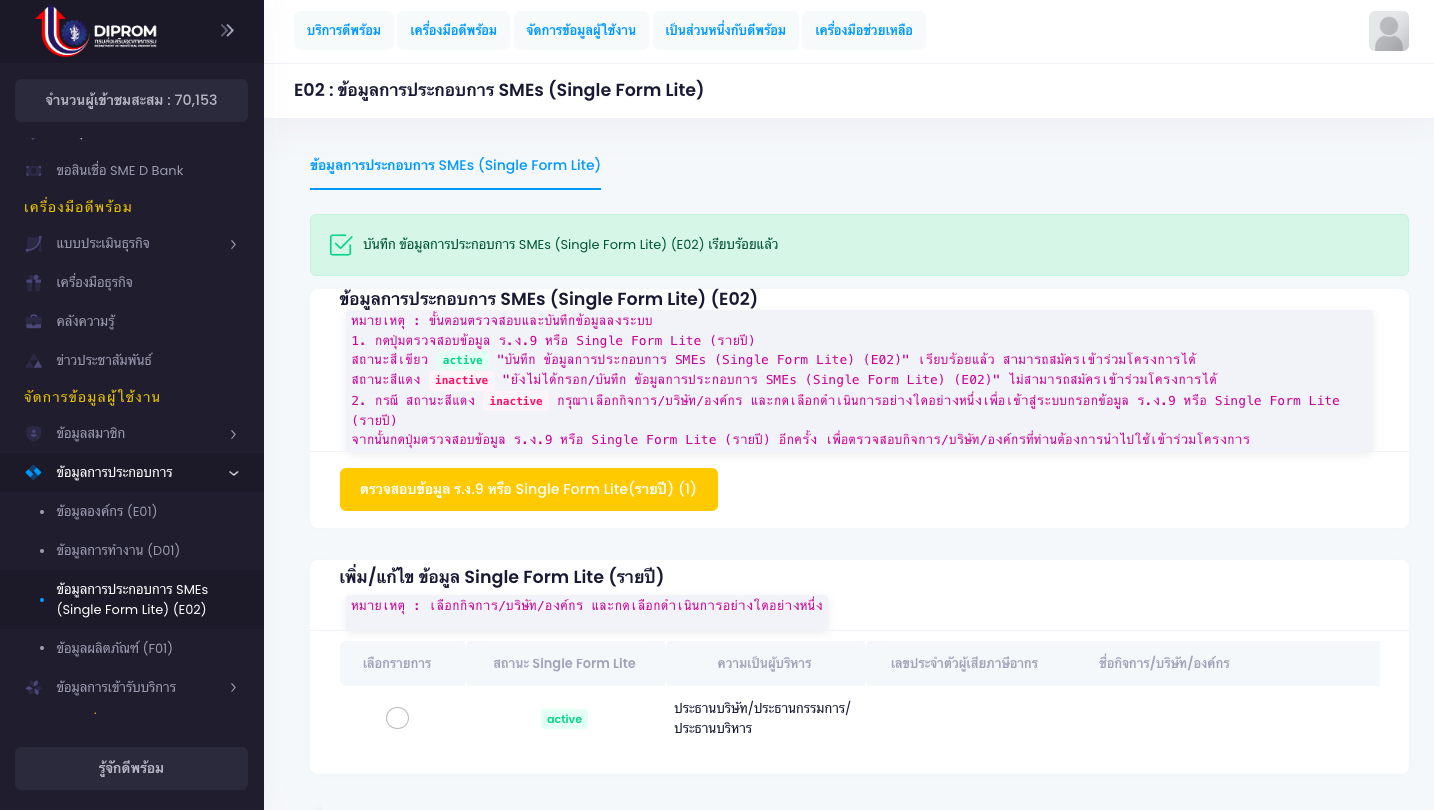 DIPROM
กรมส่งเสริมอุตสาหกรรม
DEPARTMENT OF INDUSTRIAL PROMOTION
จำนวนผู้เข้าชมสะสม : 70,153
ขอสินเชื่อ SME D Bank
เครื่องมือดีพร้อม
แบบประเมินธุรกิจ
เครื่องมือธุรกิจ
คลังความรู้
ข่าวประชาสัมพันธ์
จัดการข้อมูลผู้ใช้งาน
ข้อมูลสมาชิก
ข้อมูลการประกอบการ
ข้อมูลองค์กร (E01)
ข้อมูลการทำงาน (D01)
ข้อมูลการประกอบการ SMEs
(Single Form Lite) (E02)
ข้อมูลผลิตภัณฑ์ (F01)
ข้อมูลการเข้ารับบริการ
รู้จักดีพร้อม
บริการดีพร้อม เครื่องมือดีพร้อม จัดการข้อมูลผู้ใช้งาน เป็นส่วนหนึ่งกับดีพร้อม เครื่องมือช่วยเหลือ
E02 : ข้อมูลการประกอบการ SMEs (Single Form Lite)
ข้อมูลการประกอบการ SMEs (Single Form Lite)
บันทึก ข้อมูลการประกอบการ SMEs (Single Form Lite) (E02) เรียบร้อยแล้ว
ข้อมูลการประกอบการ SMEs (Single Form Lite) (E02)
หมายเหตุ : ขั้นตอนตรวจสอบและบันทึกข้อมูลลงระบบ
1. กดปุ่มตรวจสอบข้อมูล ร.ง.9 หรือ Single Form Lite (รายปี)
สถานะสีเขียว active "บันทึก ข้อมูลการประกอบการ SMEs (Single Form Lite) (E02)" เรียบร้อยแล้ว สามารถสมัครเข้าร่วมโครงการได้
สถานะสีแดง inactive "ยังไม่ได้กรอก/บันทึก ข้อมูลการประกอบการ SMEs (Single Form Lite) (E02)" ไม่สามารถสมัครเข้าร่วมโครงการได้
2. กรณี สถานะสีแดง inactive กรุณาเลือกกิจการ/บริษัท/องค์กร และกดเลือกดำเนินการอย่างใดอย่างหนึ่งเพื่อเข้าสู่ระบบกรอกข้อมูล ร.ง.9 หรือ Single Form Lite
(รายปี)
จากนั้นกดปุ่มตรวจสอบข้อมูล ร.ง.9 หรือ Single Form Lite (รายปี) อีกครั้ง เพื่อตรวจสอบกิจการ/บริษัท/องค์กรที่ท่านต้องการนำไปใช้เข้าร่วมโครงการ
ตรวจสอบข้อมูล ร.ง.9 หรือ Single Form Lite(รายปี) (1)
เพิ่ม/แก้ไข ข้อมูล Single Form Lite (รายปี)
หมายเหตุ : เลือกกิจการ/บริษัท/องค์กร และกดเลือกดำเนินการอย่างใดอย่างหนึ่ง
เลือกรายการ สถานะ Single Form Lite ความเป็นผู้บริหาร เลขประจำตัวผู้เสียภาษีอากร ชื่อกิจการ/บริษัท/องค์กร
active ประธานบริษัท/ประธานกรรมการ/
ประธานบริหาร